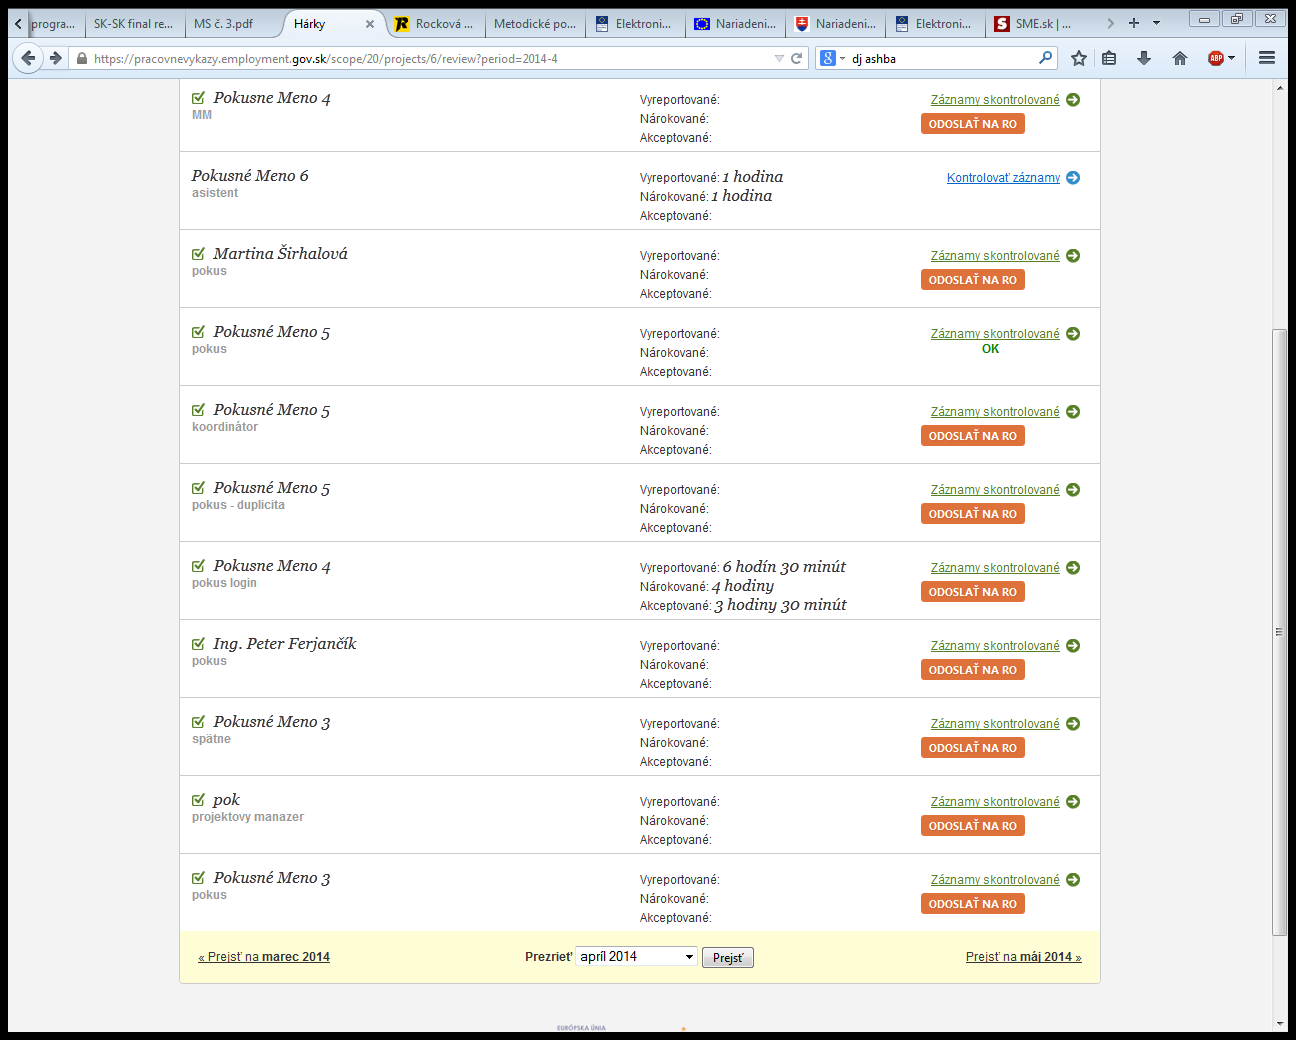 progra...
SK-SK final re...
MS č. 3.pdf
Hárky
Rocková ...
Metodické po...
Elektroni...
Nariadeni...
Nariadeni...
Elektroni...
SME.sk | ...
https://pracovnevykazy.employment.gov.sk/scope/20/projects/6/review?period=2014-4
dj ashba
ABP
Pokusne Meno 4
MM
Vyreportované:
Nárokované:
Akceptované:
Záznamy skontrolované
ODOSLAŤ NA RO
Pokusné Meno 6
asistent
Vyreportované: 1 hodina
Nárokované: 1 hodina
Akceptované:
Kontrolovať záznamy
Martina Širhalová
pokus
Vyreportované:
Nárokované:
Akceptované:
Záznamy skontrolované
ODOSLAŤ NA RO
Pokusné Meno 5
pokus
Vyreportované:
Nárokované:
Akceptované:
Záznamy skontrolované
OK
Pokusné Meno 5
koordinátor
Vyreportované:
Nárokované:
Akceptované:
Záznamy skontrolované
ODOSLAŤ NA RO
Pokusné Meno 5
pokus - duplicita
Vyreportované:
Nárokované:
Akceptované:
Záznamy skontrolované
ODOSLAŤ NA RO
Pokusne Meno 4
pokus login
Vyreportované: 6 hodín 30 minút
Nárokované: 4 hodiny
Akceptované: 3 hodiny 30 minút
Záznamy skontrolované
ODOSLAŤ NA RO
Ing. Peter Ferjančík
pokus
Vyreportované:
Nárokované:
Akceptované:
Záznamy skontrolované
ODOSLAŤ NA RO
Pokusné Meno 3
spätne
Vyreportované:
Nárokované:
Akceptované:
Záznamy skontrolované
ODOSLAŤ NA RO
pok
projektovy manazer
Vyreportované:
Nárokované:
Akceptované:
Záznamy skontrolované
ODOSLAŤ NA RO
Pokusné Meno 3
pokus
Vyreportované:
Nárokované:
Akceptované:
Záznamy skontrolované
ODOSLAŤ NA RO
« Prejsť na marec 2014
Prezrieť apríl 2014 Prejsť
Prejsť na máj 2014 »
EURÓPSKA ÚNIA